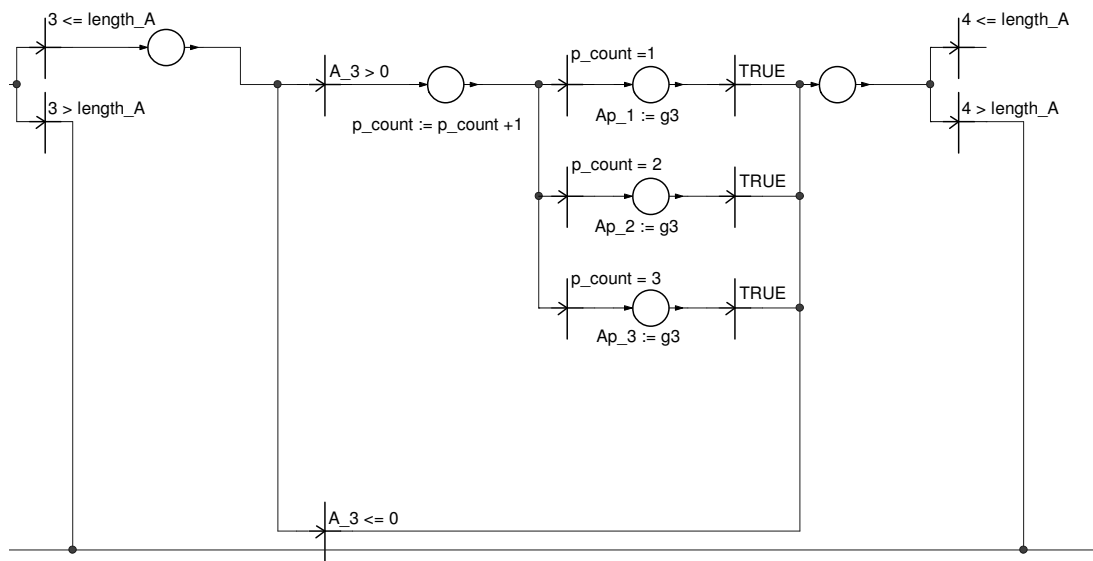 3 <= length_A
4 <= length_A
p_count =1
A_3 > 0
TRUE
3 > length_A
4 > length_A
Ap_1 := g3
p_count := p_count +1
p_count = 2
TRUE
Ap_2 := g3
p_count = 3
TRUE
Ap_3 := g3
A_3 <= 0